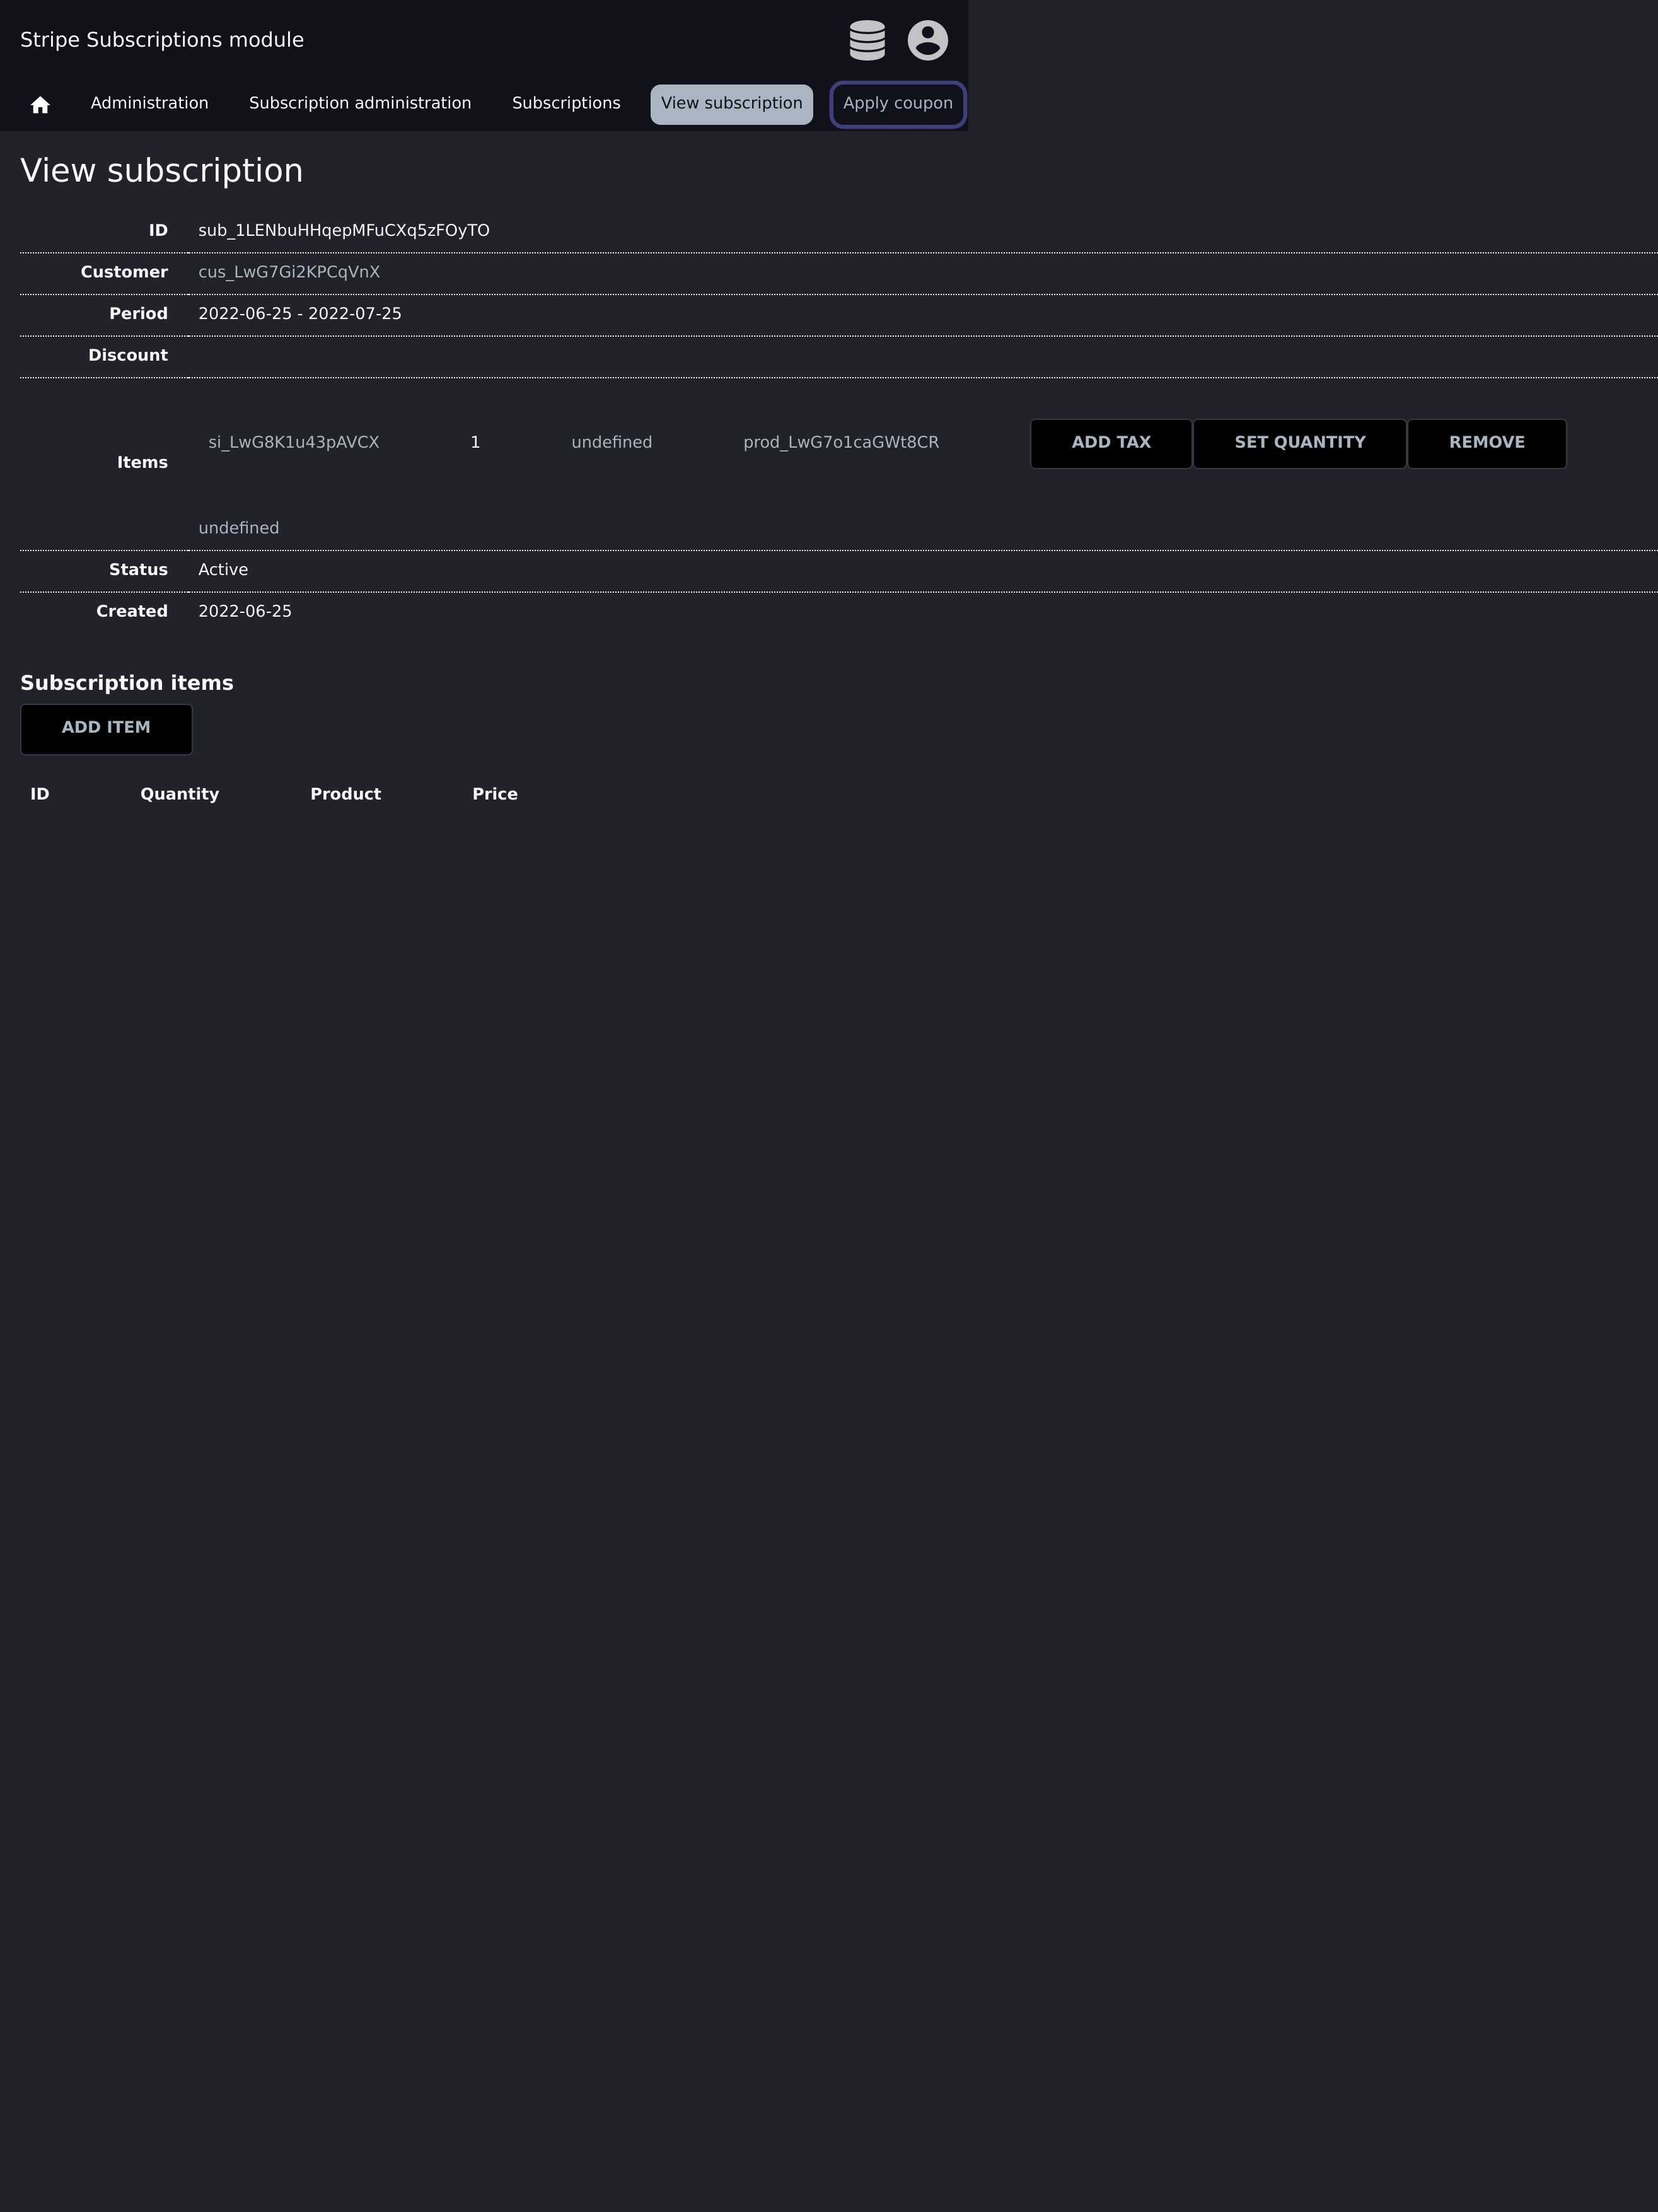 Stripe Subscriptions module
Administration Subscription administration Subscriptions View subscription Apply coupon
View subscription
ID sub_1LENbuHHqepMFuCXq5zFOyTO
Customer cus_LwG7Gi2KPCqVnX
Period 2022-06-25 - 2022-07-25
Discount
Items si_LwG8K1u43pAVCX 1 undefined prod_LwG7o1caGWt8CR ADD TAX SET QUANTITY REMOVE
undefined
Status Active
Created 2022-06-25
Subscription items
ADD ITEM
ID Quantity Product Price